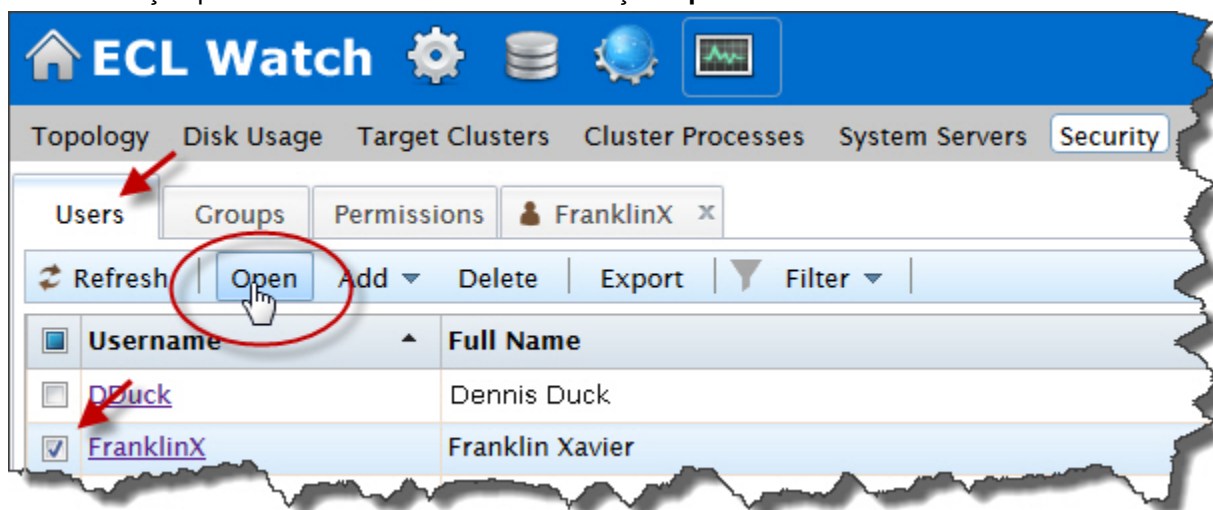 ECL Watch
Topology Disk Usage Target Clusters Cluster Processes System Servers Security
Users Groups Permissions FranklinX x
Refresh Open Add Delete Export Filter
Username Full Name
DDuck Dennis Duck
FranklinX Franklin Xavier